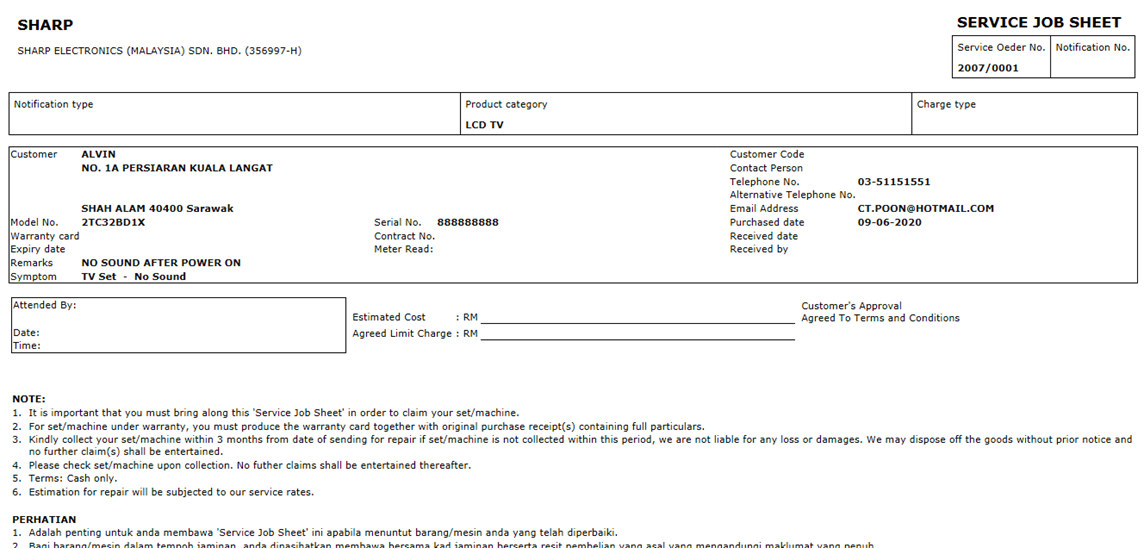 SHARP
SERVICE JOB SHEET
SHARP ELECTRONICS (MALAYSIA) SDN. BHD. (356997-H)
Service Oeder No. Notification No.
2007/0001
Notification type Product category Charge type
LCD TV
Customer ALVIN Customer Code
NO. 1A PERSIARAN KUALA LANGAT Contact Person
Telephone No. 03-51151551
Alternative Telephone No.
SHAH ALAM 40400 Sarawak Email Address CT.POON@HOTMAIL.COM
Model No. 2TC32BD1X Serial No. 888888888 Purchased date 09-06-2020
Warranty card Contract No. Received date
Expiry date Meter Read: Received by
Remarks NO SOUND AFTER POWER ON
Symptom TV Set - No Sound
Attended By: Customer's Approval
Estimated Cost : RM Agreed To Terms and Conditions
Date: Agreed Limit Charge : RM
Time:
NOTE:
1. It is important that you must bring along this 'Service Job Sheet' in order to claim your set/machine.
2. For set/machine under warranty, you must produce the warranty card together with original purchase receipt(s) containing full particulars.
3. Kindly collect your set/machine within 3 months from date of sending for repair if set/machine is not collected within this period, we are not liable for any loss or damages. We may dispose off the goods without prior notice and
no further claim(s) shall be entertained.
4. Please check set/machine upon collection. No futher claims shall be entertained thereafter.
5. Terms: Cash only.
6. Estimation for repair will be subjected to our service rates.
PERHATIAN
1. Adalah penting untuk anda membawa 'Service Job Sheet' ini apabila menuntut barang/mesin anda yang telah diperbaiki.
2. Bagi barang/mesin dalam tempoh jaminan, anda dinasihatkan membawa bersama kad jaminan berserta resit pembelian yang asal yang mengandungi maklumat yang penuh.